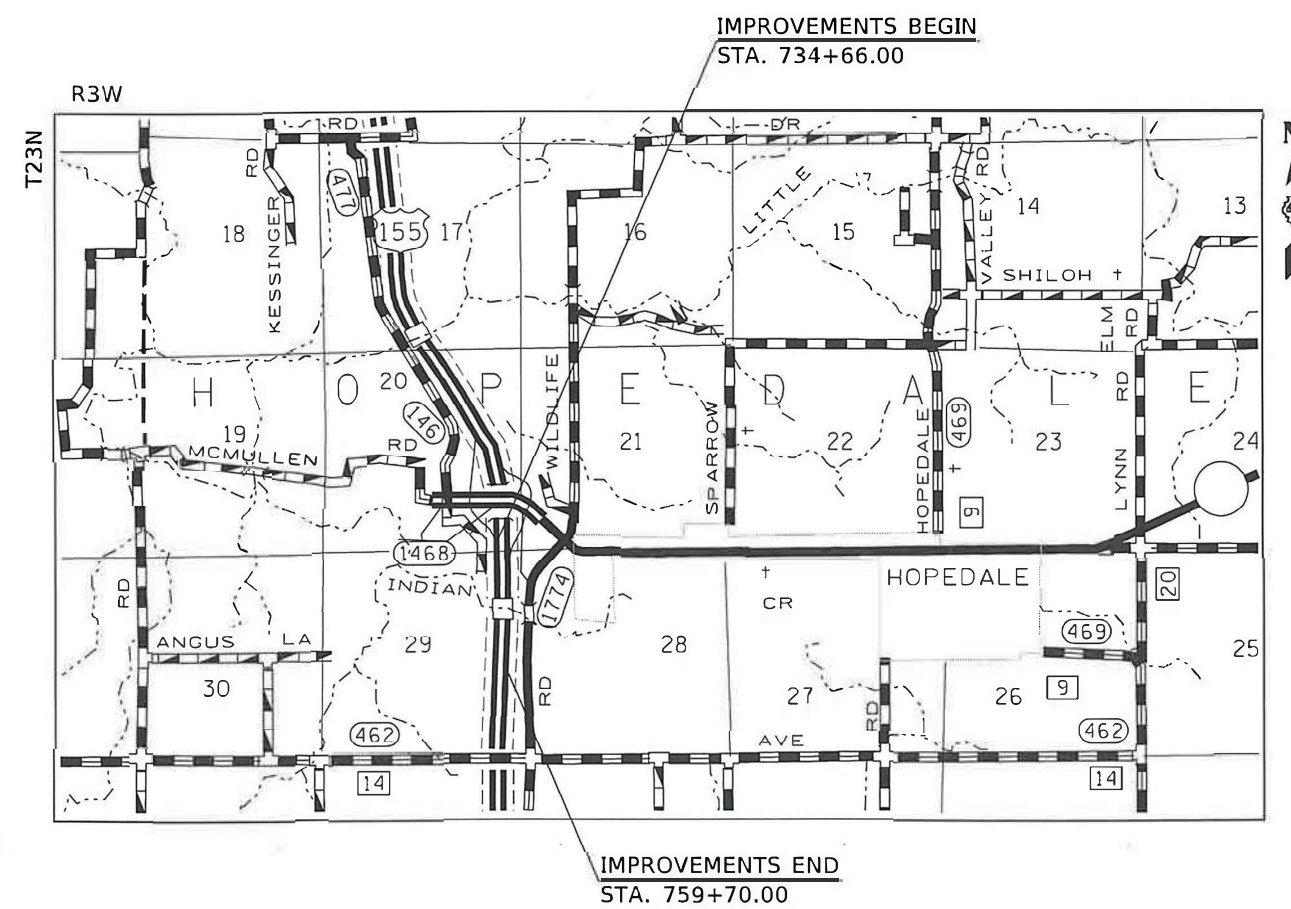 IMPROVEMENTS BEGIN
STA. 734+66.00
R3W
T23N
RD
DR
KESSINGER RD
477
155
18
17
16
LITTLE
15
17
VALLEY RD
14
13
SHILOH
ELM RD
HOPEDALE
20
146
19
MCMULLEN RD
WILDLIFE
21
SPARROW
22
HOPEDALE
469
9
23
LYNN RD
24
1468
INDIAN
1774
HOPEDALE
CR
20
RD
ANGUS LA
29
28
469
25
30
RD
27
RD
26
9
462
AVE
462
14
14
IMPROVEMENTS END
STA. 759+70.00